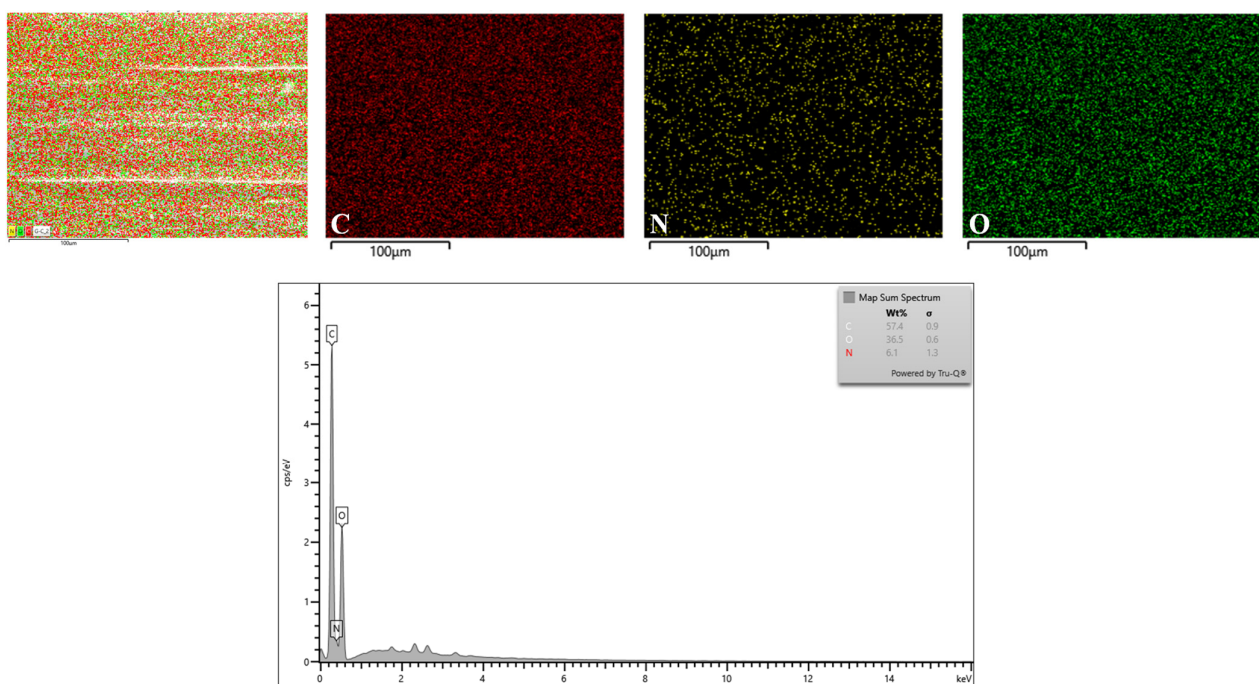 C
N
O
100μm
100μm
100μm
100μm
Map Sum Spectrum
Wt% σ
C 57.4 0.9
O 36.5 0.6
N 6.1 1.3
Powered by Tru-Q®
6
5
4
3
2
1
0
cps/eV
C
O
N
0 2 4 6 8 10 12 14 keV